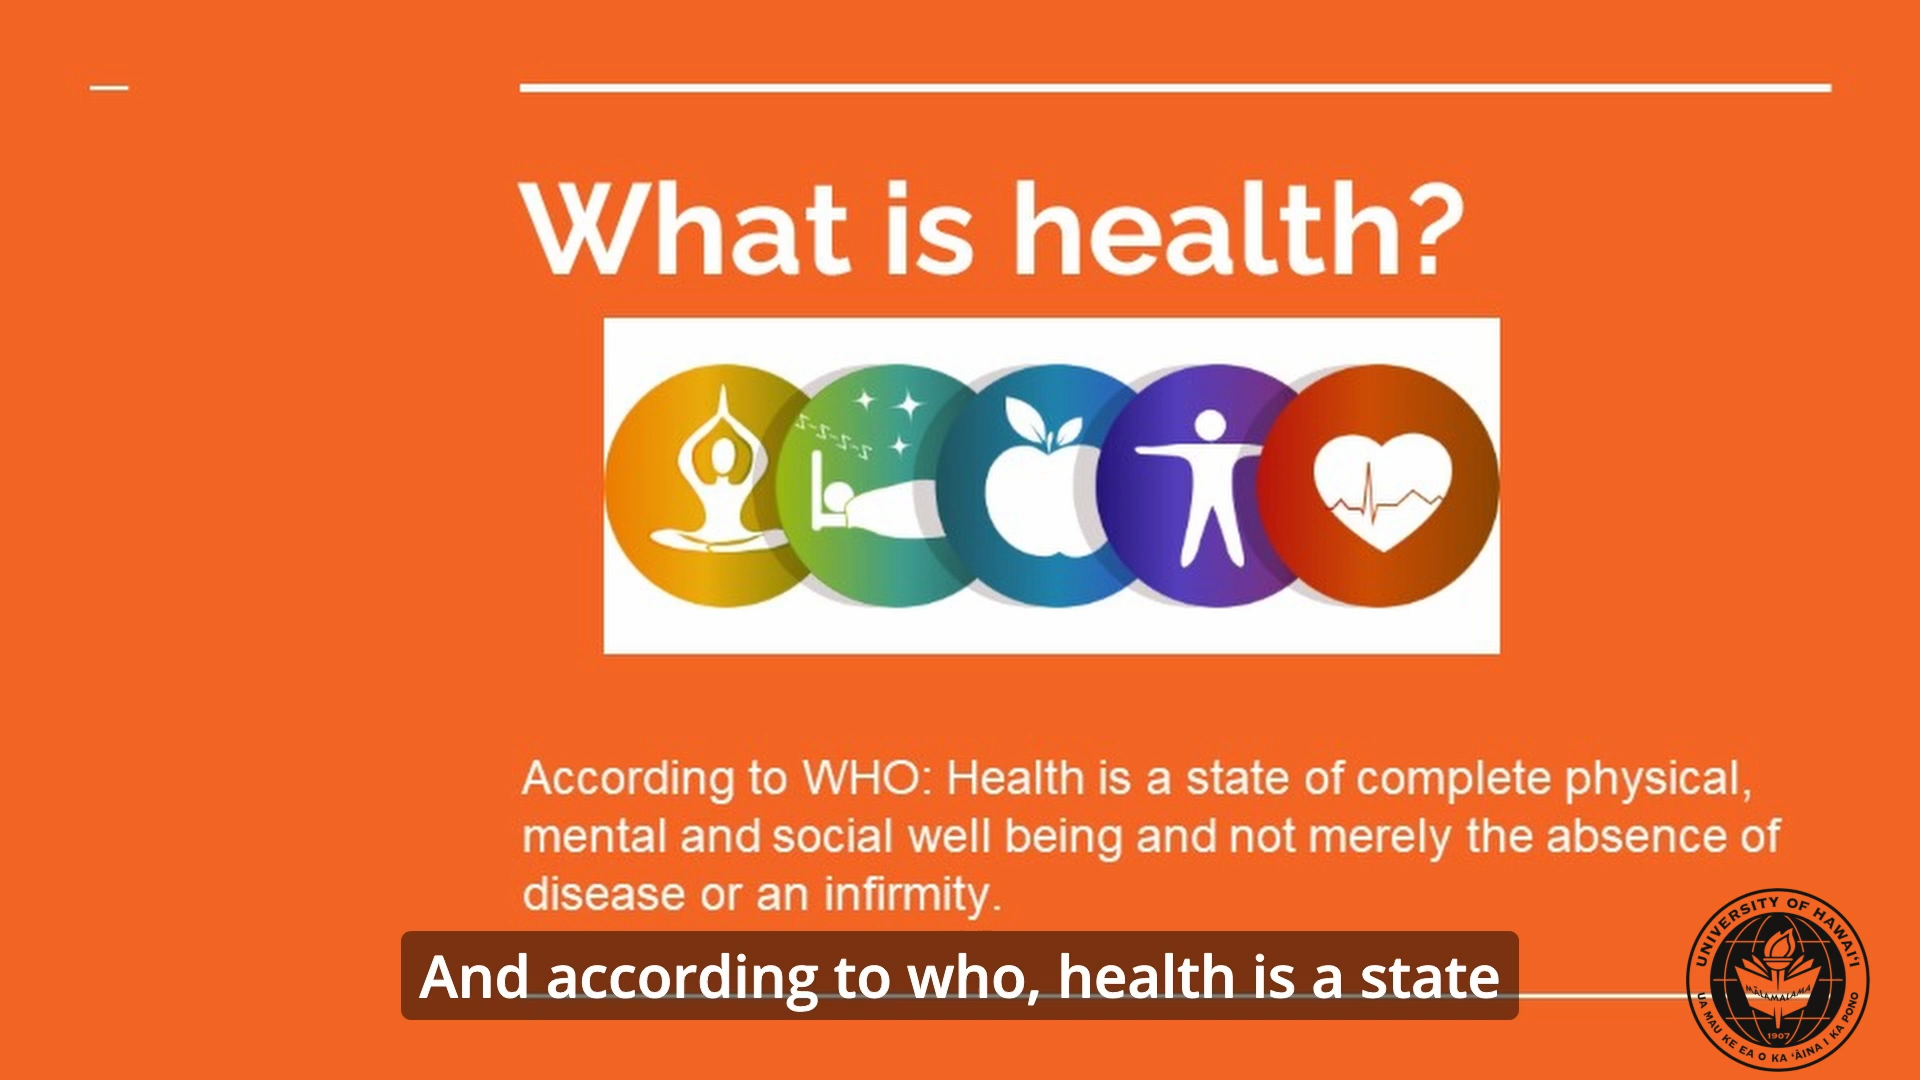 What is health?
z-z-z-z-z
According to WHO: Health is a state of complete physical,
mental and social well being and not merely the absence of
disease or an infirmity.
And according to who, health is a state
UNIVERSITY OF HAWAIʻI
MĀLAMALAMA
1907
UA MAU KE EA O KA ʻĀINA I KA PONO